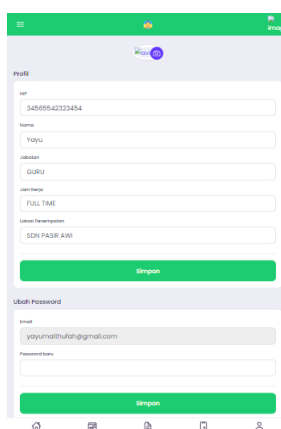 Profil
NIP
34565542323454
Nama
Yayu
Jabatan
GURU
Jam Kerja
FULL TIME
Lokasi Penempatan
SDN PASIR AWI
Simpan
Ubah Password
Email
yayumaithufah@gmail.com
Password baru
Simpan